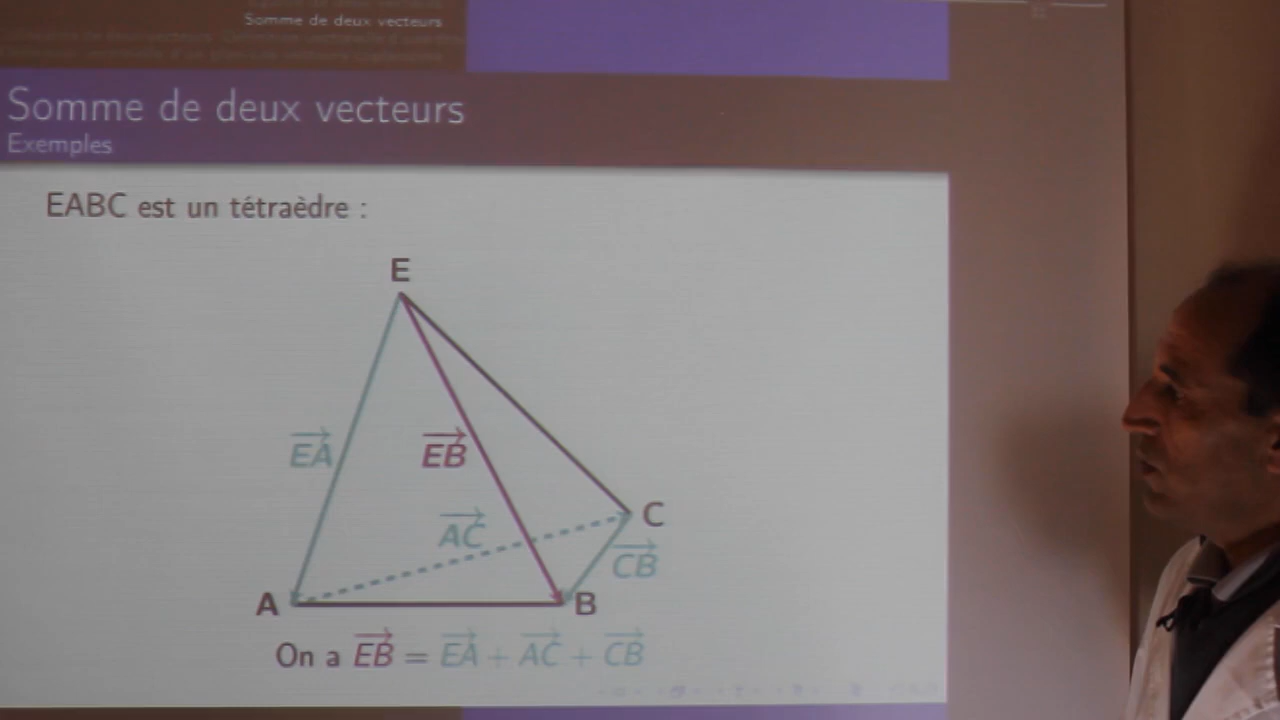 Somme de deux vecteurs
Somme de deux vecteurs
Exemples
EABC est un tétraèdre :
E
EA
EB
AC
C
CB
A
B
On a EB = EA + AC + CB